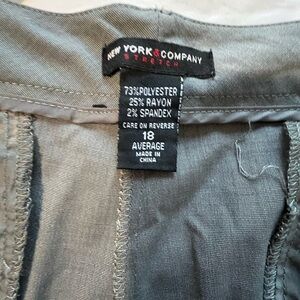 NEW YORK&COMPANY
STRETCH
73%POLYESTER
25% RAYON
2% SPANDEX
CARE ON REVERSE
18
AVERAGE
MADE IN
CHINA